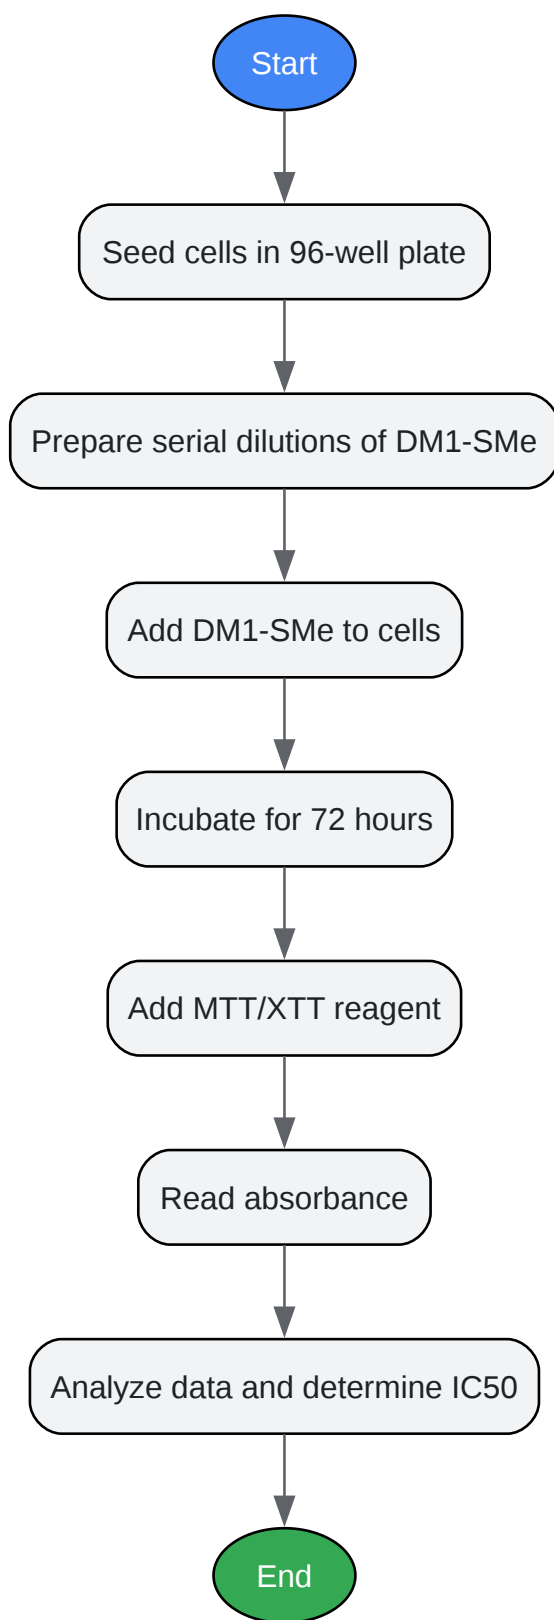 Start
Seed cells in 96-well plate
Prepare serial dilutions of DM1-SMe
Add DM1-SMe to cells
Incubate for 72 hours
Add MTT/XTT reagent
Read absorbance
Analyze data and determine IC50
End